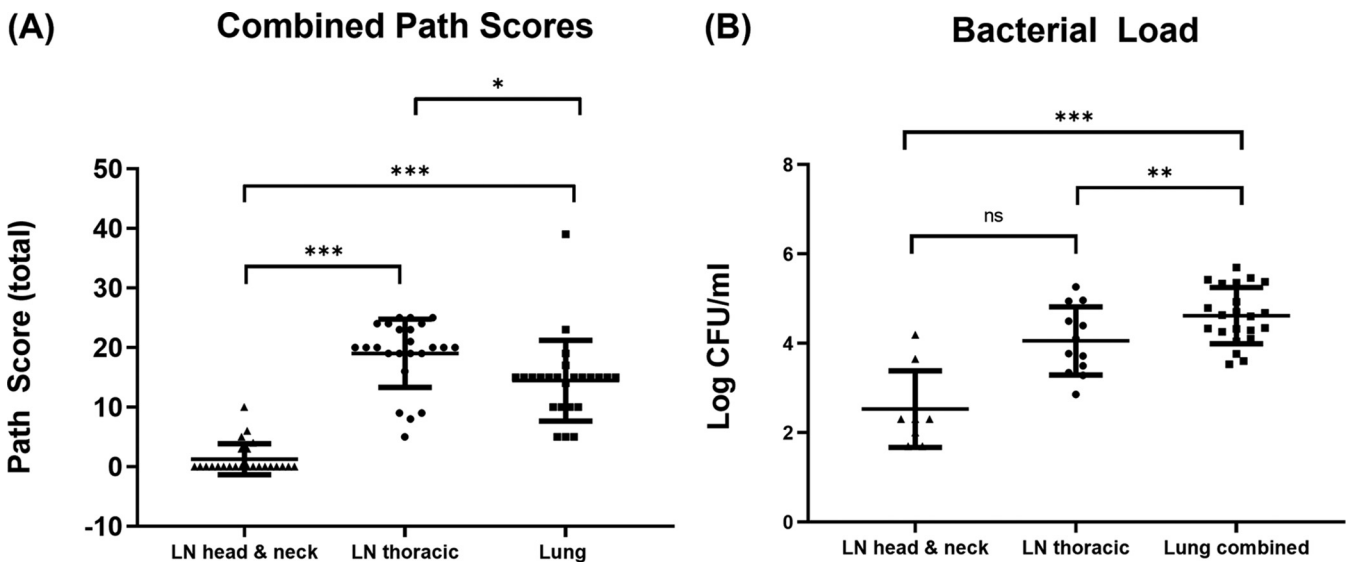 (A) Combined Path Scores
*
***
***
Path Score (total)
50
40
30
20
10
0
-10
LN head & neck LN thoracic Lung
(B) Bacterial Load
***
**
ns
Log CFU/ml
8
6
4
2
0
LN head & neck LN thoracic Lung combined